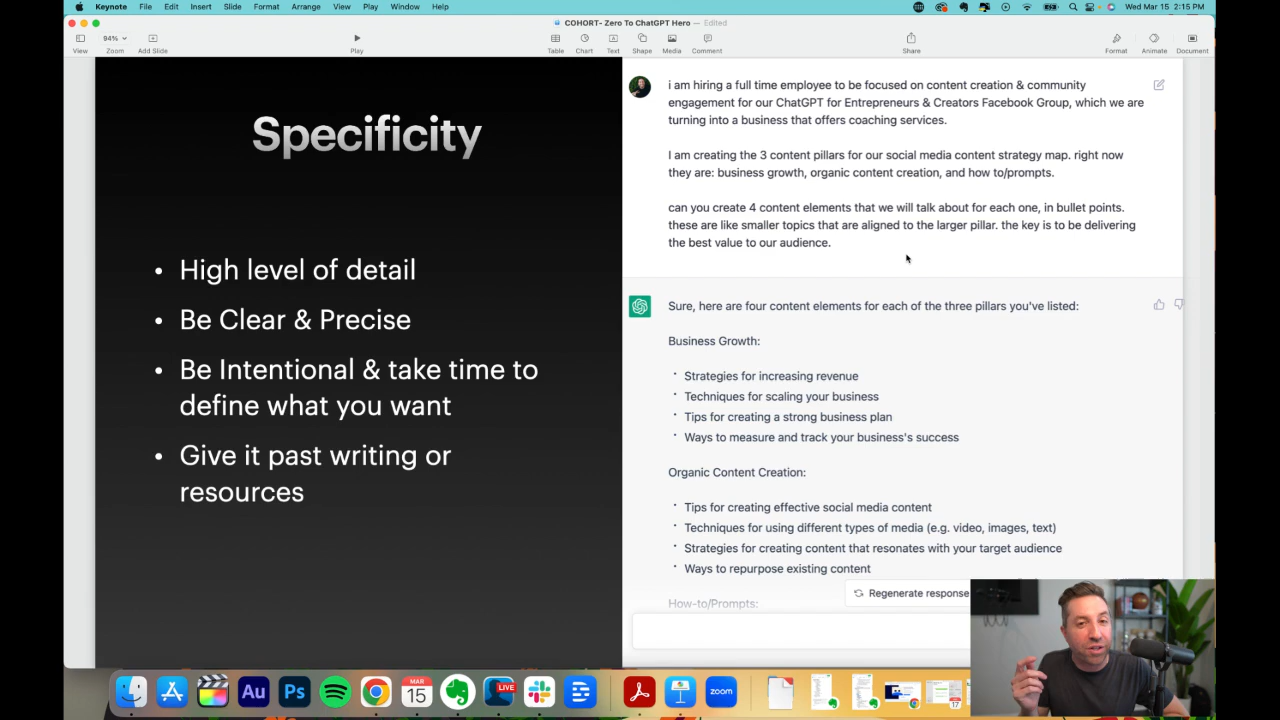 Keynote File Edit Insert Slide Format Arrange View Play Window Help Wed Mar 15 2:15 PM
COHORT- Zero To ChatGPT Hero — Edited
94%
View Zoom Add Slide Play Table Chart Text Shape Media Comment Share Format Animate Document
Specificity
• High level of detail
• Be Clear & Precise
• Be Intentional & take time to
define what you want
• Give it past writing or
resources
i am hiring a full time employee to be focused on content creation & community
engagement for our ChatGPT for Entrepreneurs & Creators Facebook Group, which we are
turning into a business that offers coaching services.
I am creating the 3 content pillars for our social media content strategy map. right now
they are: business growth, organic content creation, and how to/prompts.
can you create 4 content elements that we will talk about for each one, in bullet points.
these are like smaller topics that are aligned to the larger pillar. the key is to be delivering
the best value to our audience.
Sure, here are four content elements for each of the three pillars you've listed:
Business Growth:
• Strategies for increasing revenue
• Techniques for scaling your business
• Tips for creating a strong business plan
• Ways to measure and track your business's success
Organic Content Creation:
• Tips for creating effective social media content
• Techniques for using different types of media (e.g. video, images, text)
• Strategies for creating content that resonates with your target audience
• Ways to repurpose existing content
How-to/Prompts:
Regenerate response
Au Ps MAR 15 LIVE zoom 17